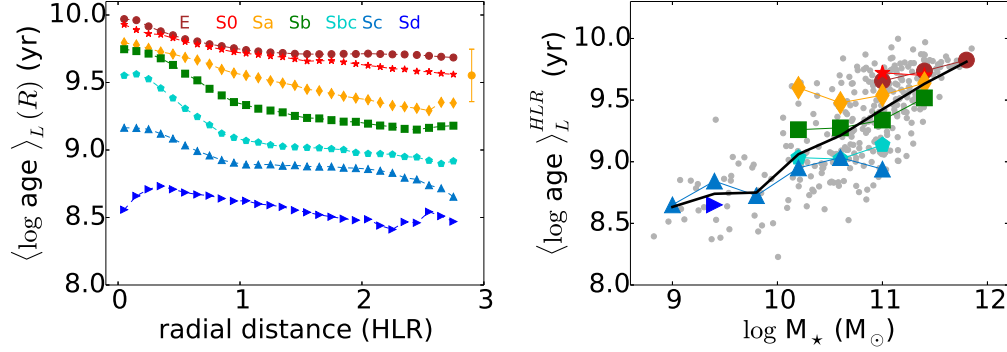 E S0 Sa Sb Sbc Sc Sd
⟨log age⟩L (R) (yr)
10.0
9.5
9.0
8.5
8.0
0 1 2 3
radial distance (HLR)
⟨log age⟩L^HLR (yr)
10.0
9.5
9.0
8.5
8.0
9 10 11 12
log M⋆ (M⊙)